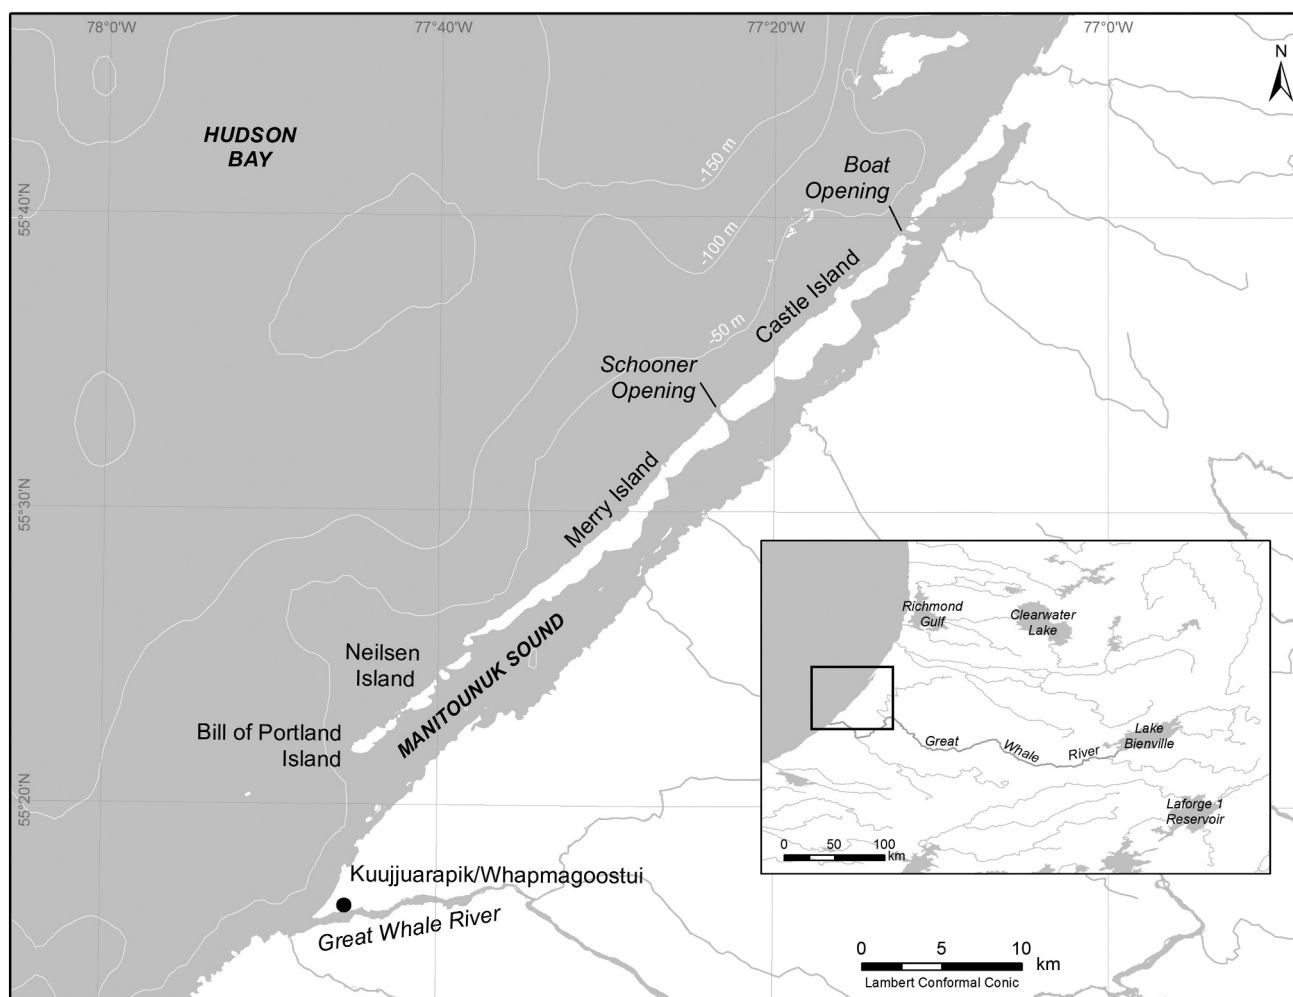 78°0'W
77°40'W
77°20'W
77°0'W
N
HUDSON
BAY
-150 m
Boat
Opening
55°40'N
-100 m
Castle Island
-50 m
Schooner
Opening
Merry Island
55°30'N
Richmond
Gulf
Clearwater
Lake
MANITOUNUK SOUND
Neilsen
Island
Bill of Portland
Island
Great Whale River
Lake
Bienville
55°20'N
Laforge 1
Reservoir
0 50 100
km
Kuujjuarapik/Whapmagoostui
Great Whale River
0 5 10
km
Lambert Conformal Conic